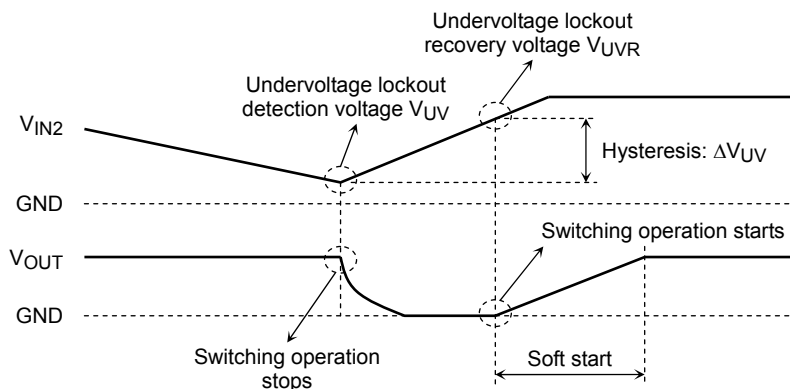 Undervoltage lockout
recovery voltage VUVR
Undervoltage lockout
detection voltage VUV
VIN2
Hysteresis: ΔVUV
GND
Switching operation starts
VOUT
GND
Switching operation
stops
Soft start